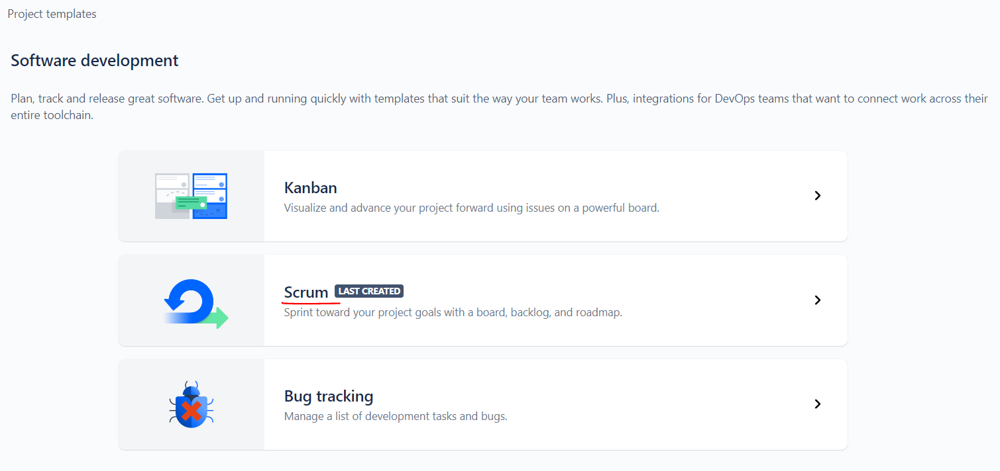 Project templates
Software development
Plan, track and release great software. Get up and running quickly with templates that suit the way your team works. Plus, integrations for DevOps teams that want to connect work across their
entire toolchain.
Kanban
Visualize and advance your project forward using issues on a powerful board.
Scrum LAST CREATED
Sprint toward your project goals with a board, backlog, and roadmap.
Bug tracking
Manage a list of development tasks and bugs.